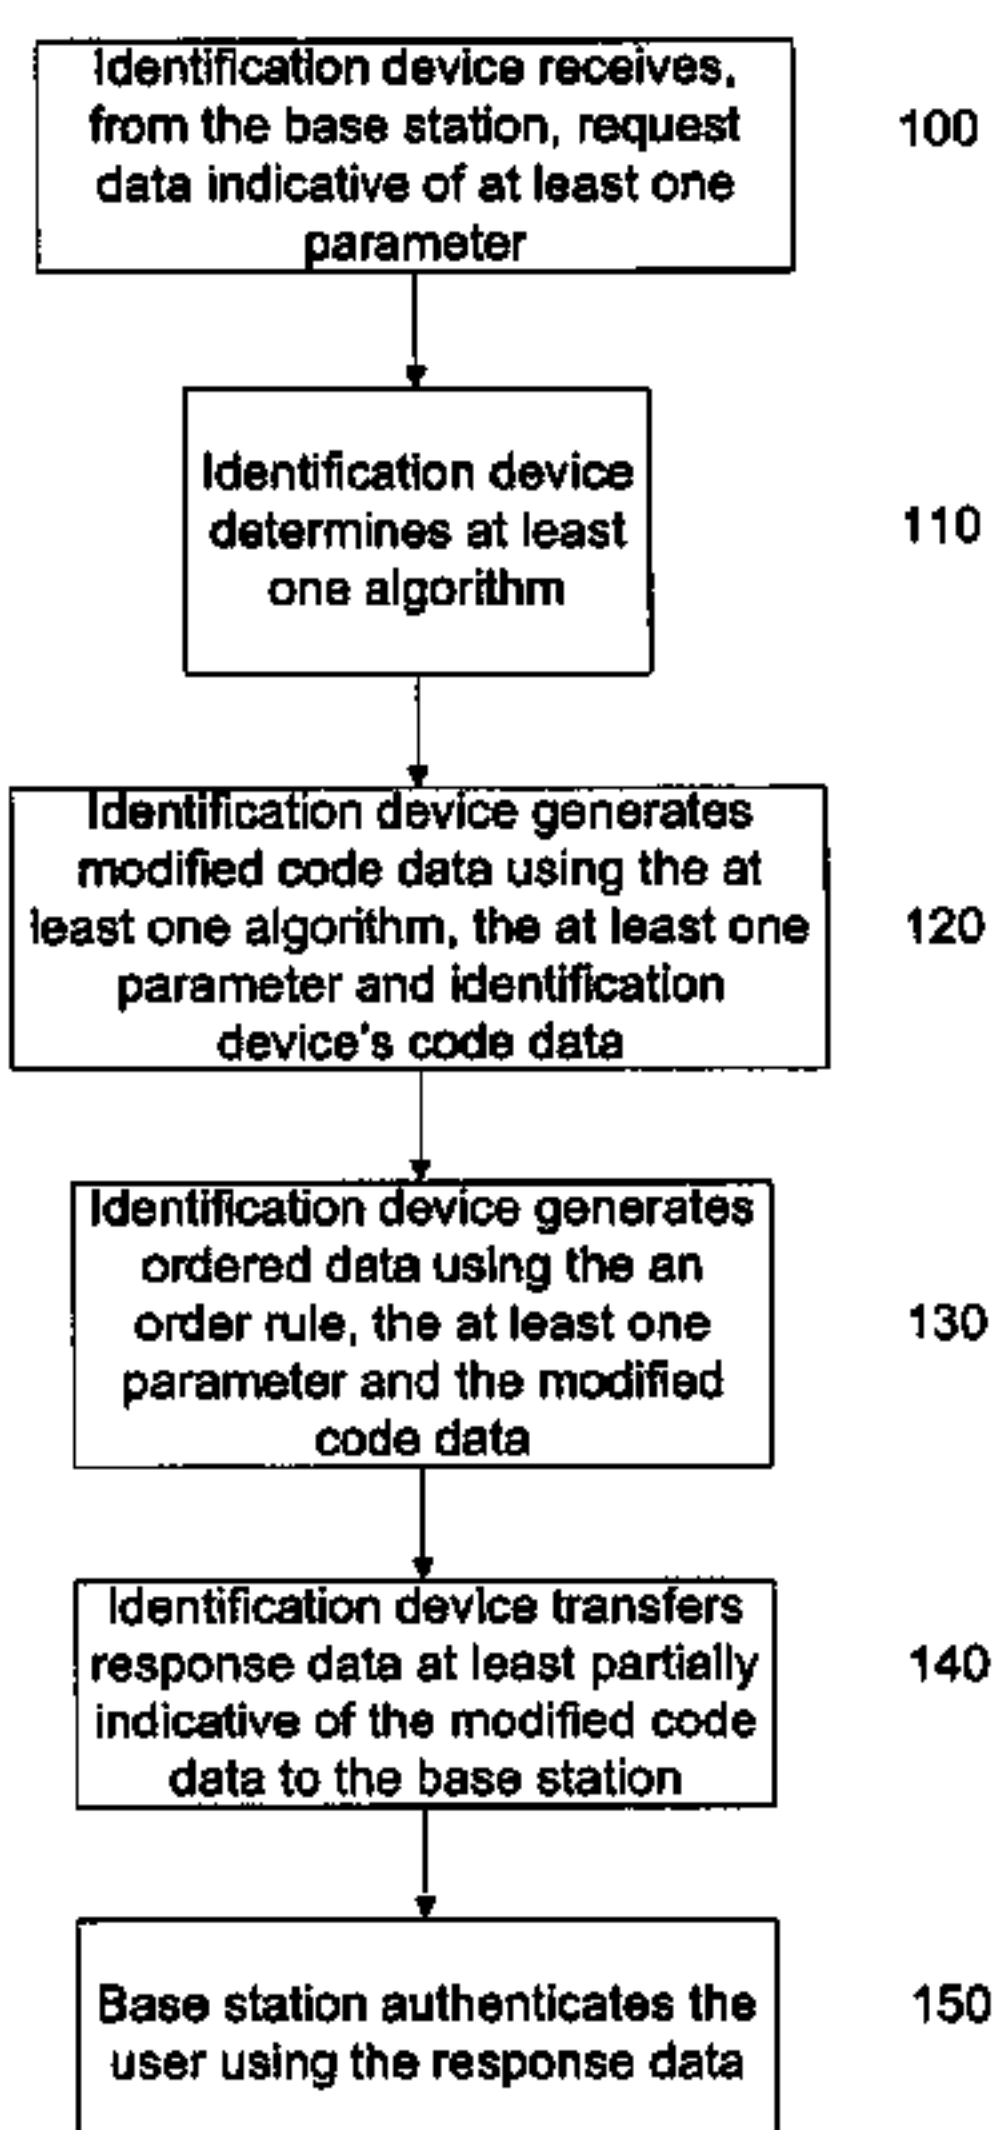 Identification device receives,
from the base station, request
data indicative of at least one
parameter
100
Identification device
determines at least
one algorithm
110
Identification device generates
modified code data using the at
least one algorithm, the at least one
parameter and identification
device's code data
120
Identification device generates
ordered data using the an
order rule, the at least one
parameter and the modified
code data
130
Identification device transfers
response data at least partially
indicative of the modified code
data to the base station
140
Base station authenticates the
user using the response data
150